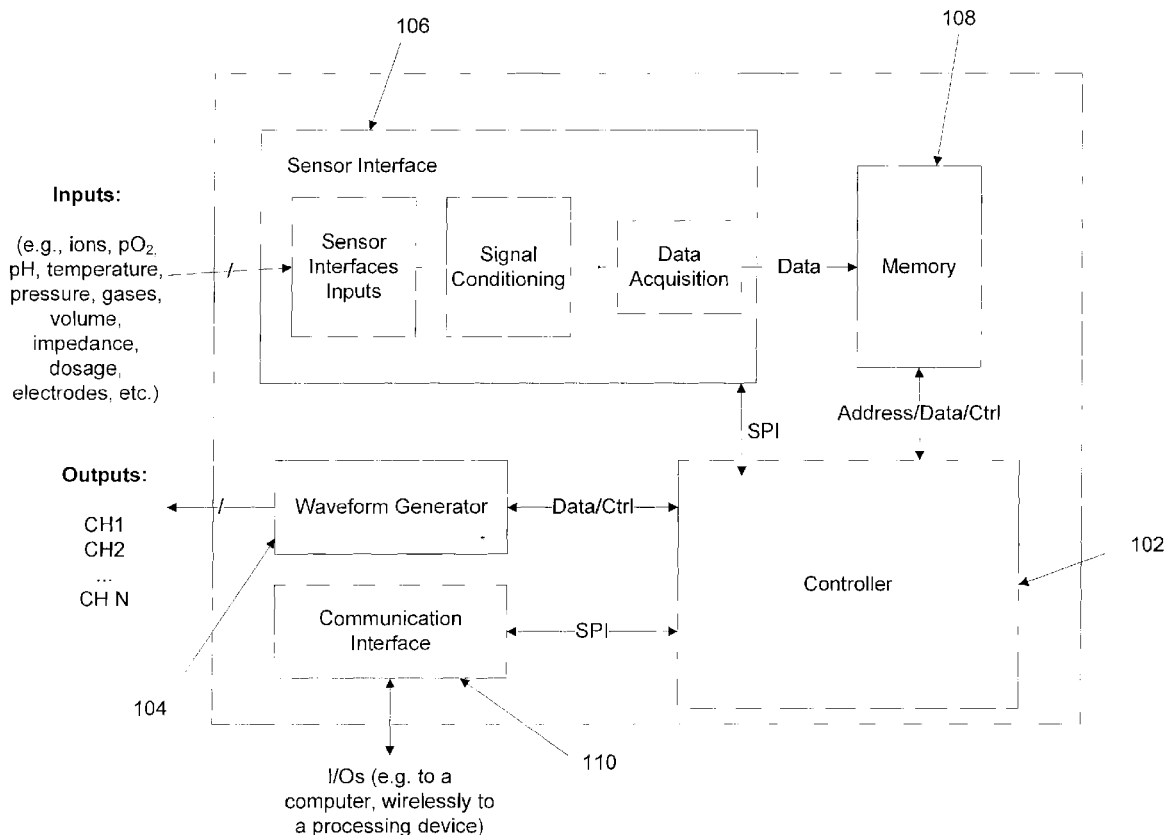 106
108
Sensor Interface
Inputs:
(e.g., ions, pO2,
pH, temperature,
pressure, gases,
volume,
impedance,
dosage,
electrodes, etc.)
Sensor
Interfaces
Inputs
Signal
Conditioning
Data
Acquisition
Data
Memory
SPI
Address/Data/Ctrl
Outputs:
CH1
CH2
...
CH N
Waveform Generator
Data/Ctrl
Controller
102
Communication
Interface
SPI
104
110
I/Os (e.g. to a
computer, wirelessly to
a processing device)